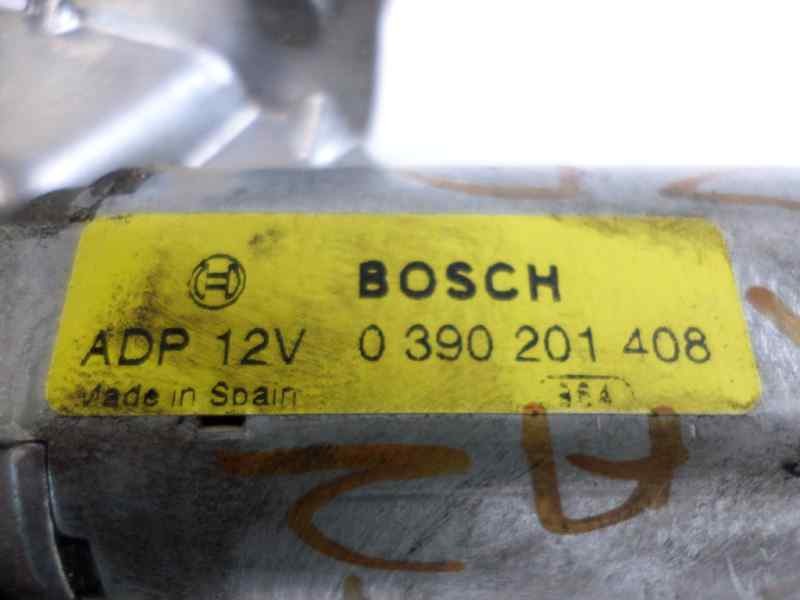 BOSCH
ADP 12V 0 390 201 408
Made in Spain